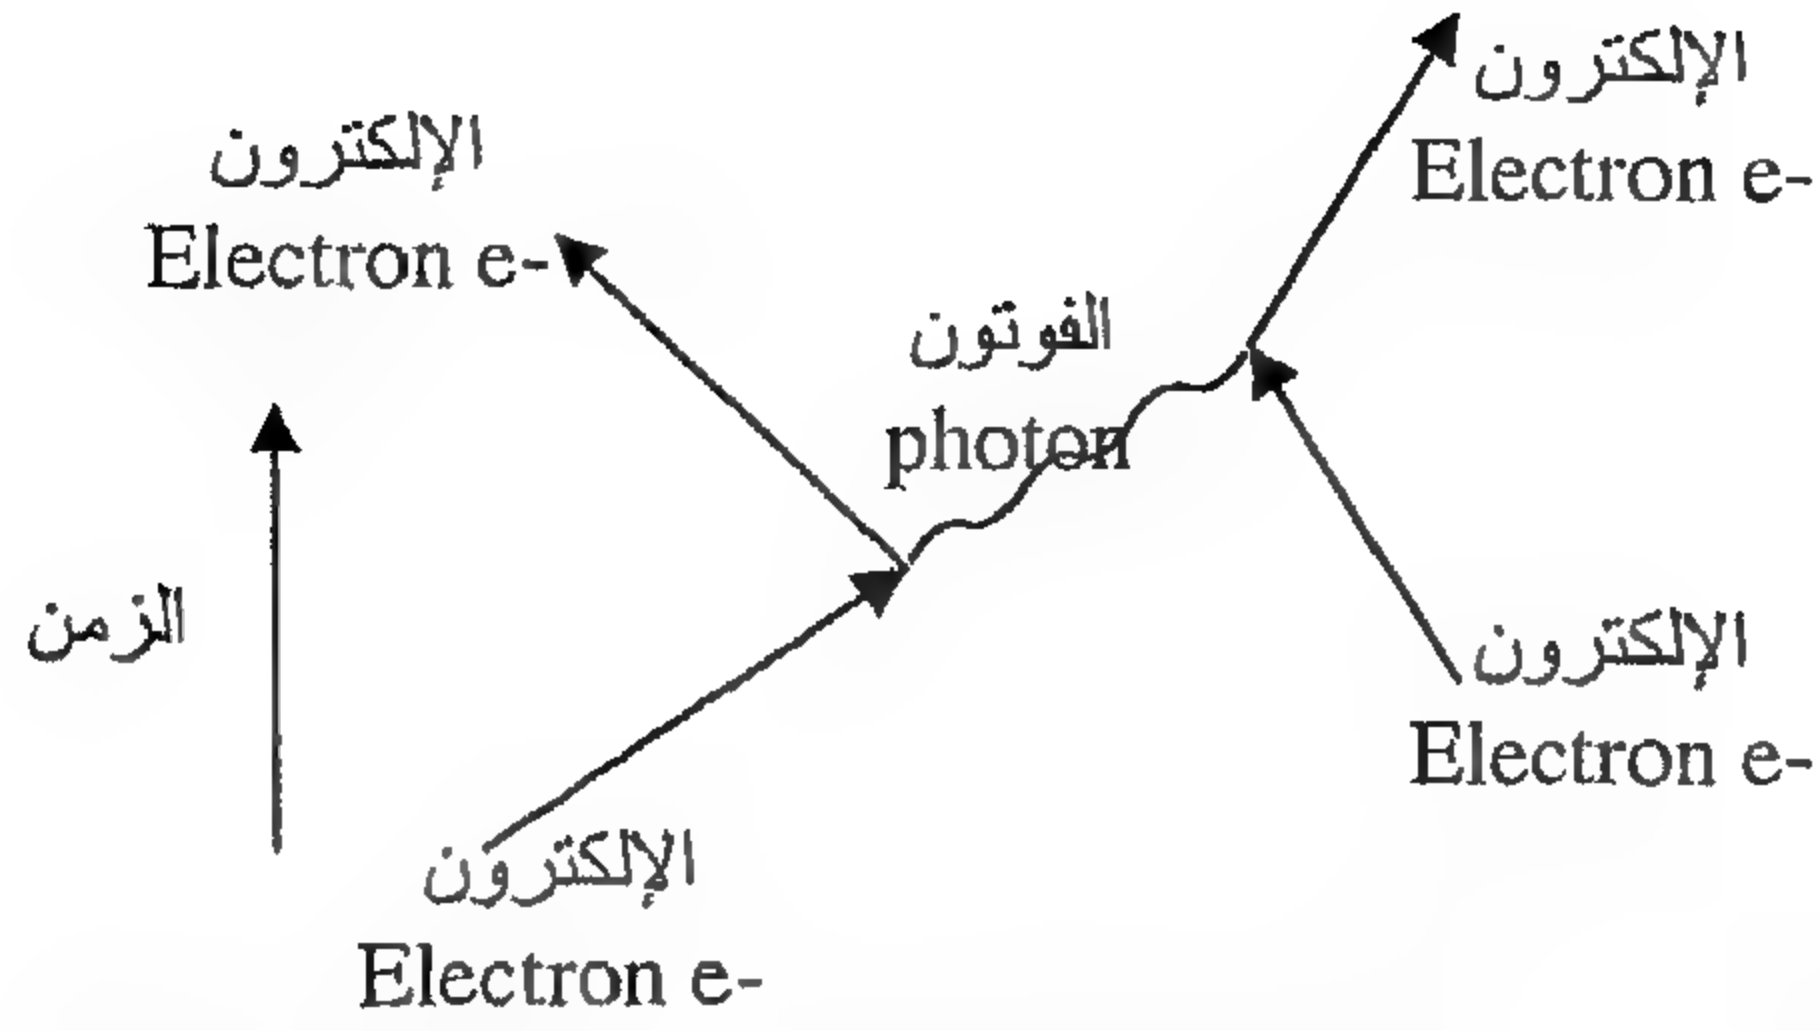 الإلكترون
Electron e-
الإلكترون
Electron e-
الفوتون
photon
الزمن
الإلكترون
Electron e-
الإلكترون
Electron e-